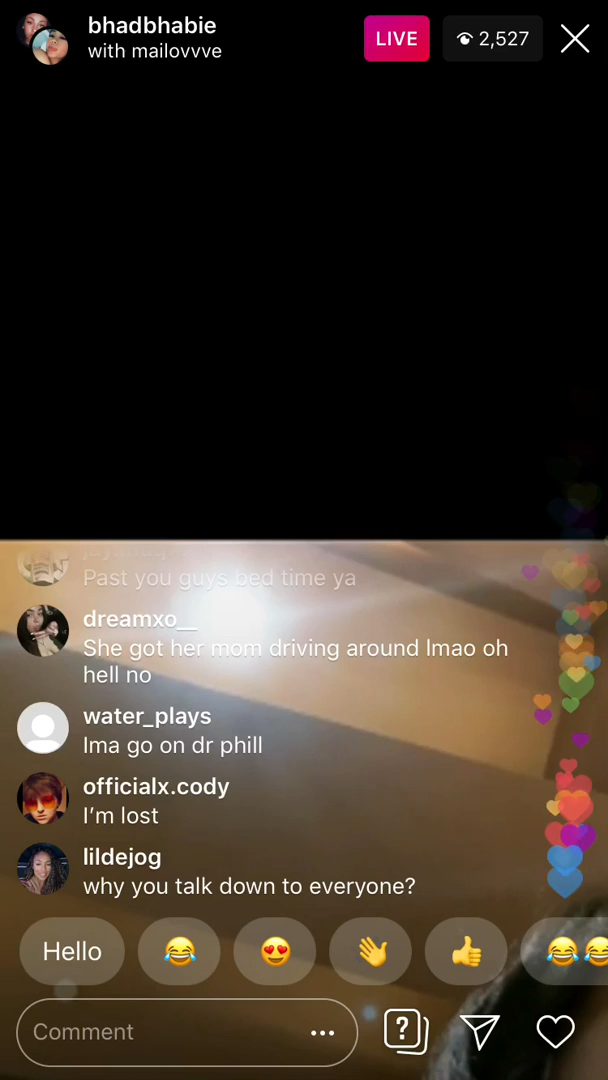 bhadbhabie
LIVE
2,527
with mailovvve
Past you guys bed time ya
dreamxo__
She got her mom driving around lmao oh
hell no
water_plays
Ima go on dr phill
officialx.cody
I'm lost
lildejog
why you talk down to everyone?
Hello
Comment
?